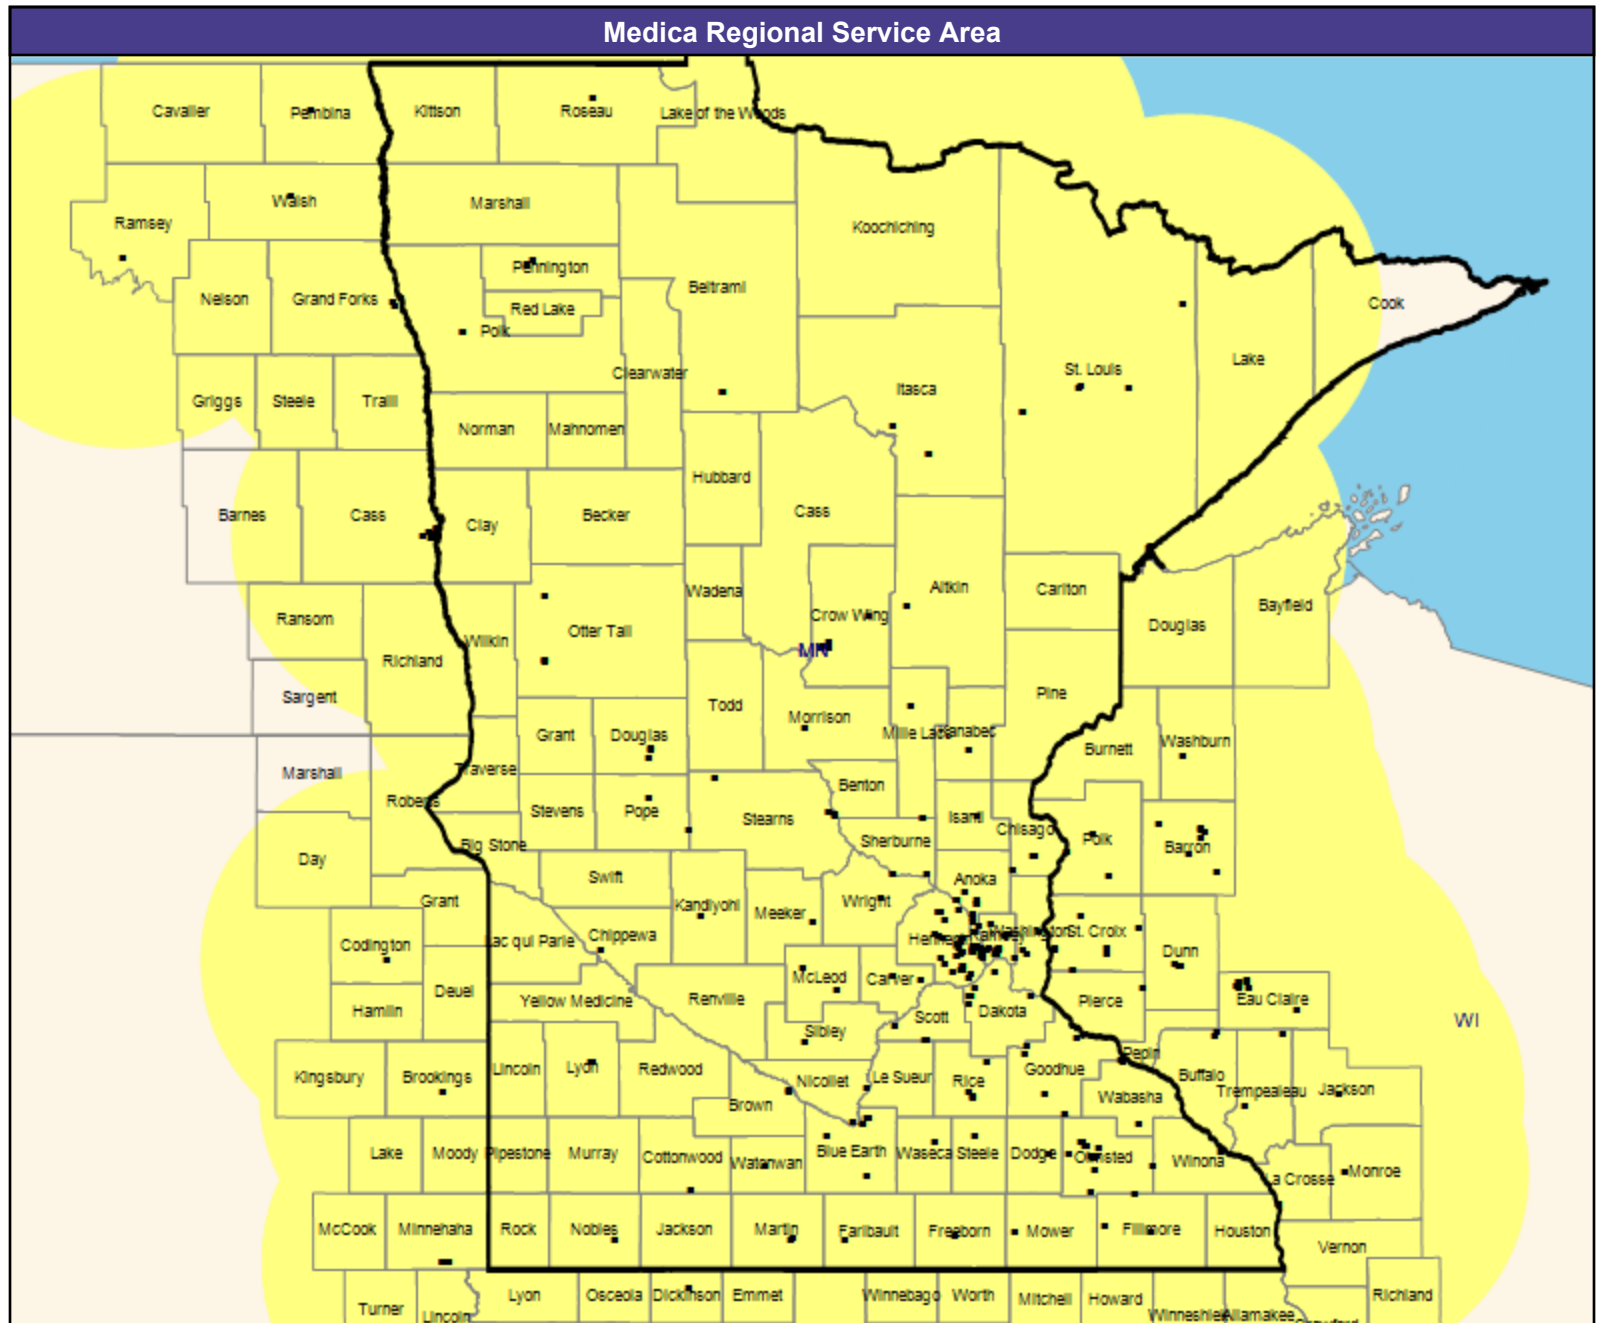 Medica Regional Service Area
Cavalier
Pembina
Kittson
Roseau
Lake of the Woods
Walsh
Marshall
Ramsey
Koochiching
Pennington
Beltrami
Nelson
Grand Forks
Red Lake
Cook
Polk
Lake
Clearwater
St. Louis
Itasca
Griggs
Steele
Traill
Norman
Mahnomen
Hubbard
Barnes
Cass
Clay
Becker
Cass
Wadena
Aitkin
Carlton
Bayfield
Ransom
Crow Wing
Douglas
Otter Tail
Wilkin
MN
Richland
Sargent
Pine
Todd
Morrison
Mille Lacs
Kanabec
Grant
Douglas
Burnett
Washburn
Marshall
Traverse
Benton
Roberts
Stevens
Pope
Stearns
Isanti
Chisago
Sherburne
Polk
Barron
Big Stone
Day
Swift
Anoka
Grant
Kandiyohi
Meeker
Wright
Codington
Lac qui Parle
Chippewa
Hennepin
Ramsey
Washington
St. Croix
Dunn
McLeod
Carver
Deuel
Yellow Medicine
Renville
Pierce
Eau Claire
Hamlin
Scott
Dakota
WI
Sibley
Pepin
Kingsbury
Brookings
Lincoln
Lyon
Redwood
Nicollet
Le Sueur
Rice
Goodhue
Buffalo
Trempealeau
Jackson
Brown
Wabasha
Lake
Moody
Pipestone
Murray
Cottonwood
Watonwan
Blue Earth
Waseca
Steele
Dodge
Olmsted
Winona
La Crosse
Monroe
McCook
Minnehaha
Rock
Nobles
Jackson
Martin
Faribault
Freeborn
Mower
Fillmore
Houston
Vernon
Turner
Lincoln
Lyon
Osceola
Dickinson
Emmet
Winnebago
Worth
Mitchell
Howard
Winneshiek
Allamakee
Crawford
Richland